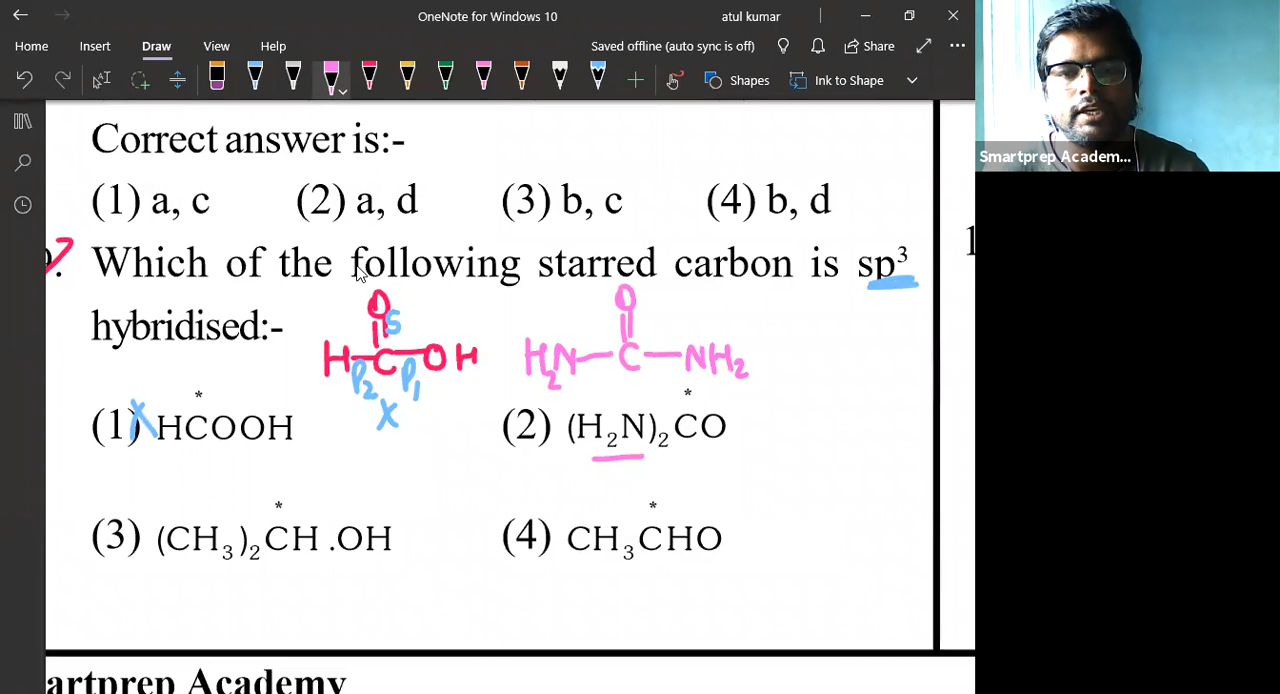 OneNote for Windows 10
atul kumar
Home Insert Draw View Help
Saved offline (auto sync is off)
Share
Shapes
Ink to Shape
Smartprep Academ...
Correct answer is:-
(1) a, c (2) a, d (3) b, c (4) b, d
Which of the following starred carbon is sp³
hybridised:-
O O
S
H C O H H₂N C NH₂
P₂ P₁
X
* *
(1) HCOOH (2) (H₂N)₂CO
* *
(3) (CH₃)₂CH .OH (4) CH₃CHO
artprep Academy